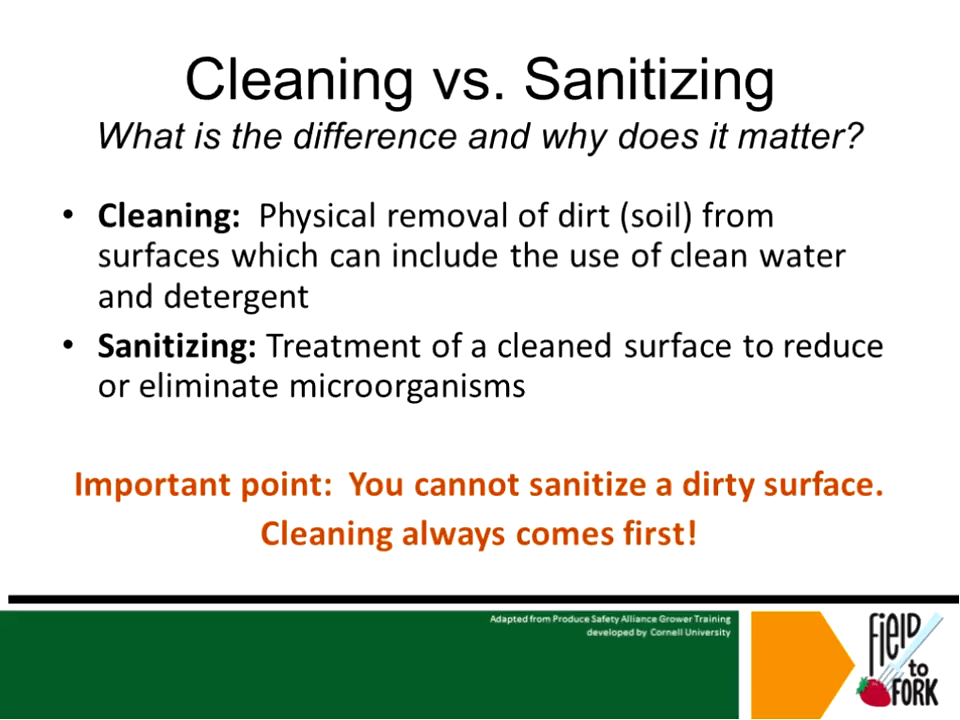 Cleaning vs. Sanitizing
What is the difference and why does it matter?
• Cleaning: Physical removal of dirt (soil) from
surfaces which can include the use of clean water
and detergent
• Sanitizing: Treatment of a cleaned surface to reduce
or eliminate microorganisms
Important point: You cannot sanitize a dirty surface.
Cleaning always comes first!
Adapted from Produce Safety Alliance Grower Training
developed by Cornell University
FIELD
to
FORK